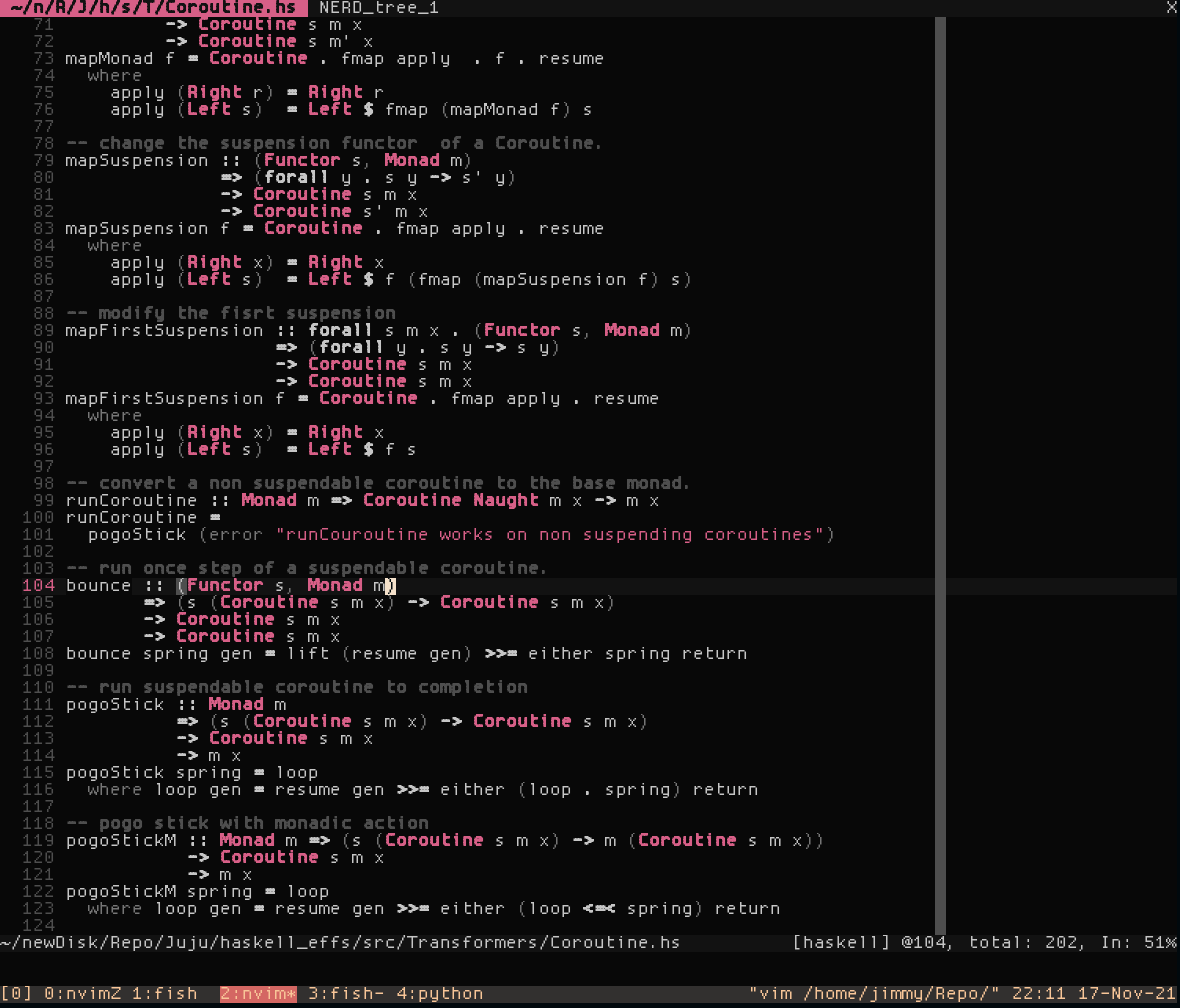 ~/n/R/J/h/s/T/Coroutine.hs  NERD_tree_1  X
71          -> Coroutine s m x
72          -> Coroutine s m' x
73 mapMonad f = Coroutine . fmap apply  . f . resume
74   where
75     apply (Right r) = Right r
76     apply (Left s)  = Left $ fmap (mapMonad f) s
77
78 -- change the suspension functor  of a Coroutine.
79 mapSuspension :: (Functor s, Monad m)
80               => (forall y . s y -> s' y)
81               -> Coroutine s m x
82               -> Coroutine s' m x
83 mapSuspension f = Coroutine . fmap apply . resume
84   where
85     apply (Right x) = Right x
86     apply (Left s)  = Left $ f (fmap (mapSuspension f) s)
87
88 -- modify the fisrt suspension
89 mapFirstSuspension :: forall s m x . (Functor s, Monad m)
90                    => (forall y . s y -> s y)
91                    -> Coroutine s m x
92                    -> Coroutine s m x
93 mapFirstSuspension f = Coroutine . fmap apply . resume
94   where
95     apply (Right x) = Right x
96     apply (Left s)  = Left $ f s
97
98 -- convert a non suspendable coroutine to the base monad.
99 runCoroutine :: Monad m => Coroutine Naught m x -> m x
100 runCoroutine =
101   pogoStick (error "runCouroutine works on non suspending coroutines")
102
103 -- run once step of a suspendable coroutine.
104 bounce :: (Functor s, Monad m)
105        => (s (Coroutine s m x) -> Coroutine s m x)
106        -> Coroutine s m x
107        -> Coroutine s m x
108 bounce spring gen = lift (resume gen) >>= either spring return
109
110 -- run suspendable coroutine to completion
111 pogoStick :: Monad m
112           => (s (Coroutine s m x) -> Coroutine s m x)
113           -> Coroutine s m x
114           -> m x
115 pogoStick spring = loop
116   where loop gen = resume gen >>= either (loop . spring) return
117
118 -- pogo stick with monadic action
119 pogoStickM :: Monad m => (s (Coroutine s m x) -> m (Coroutine s m x))
120            -> Coroutine s m x
121            -> m x
122 pogoStickM spring = loop
123   where loop gen = resume gen >>= either (loop <=< spring) return
124
~/newDisk/Repo/Juju/haskell_effs/src/Transformers/Coroutine.hs          [haskell] @104, total: 202, In: 51%
[0] 0:nvimZ 1:fish  2:nvim* 3:fish- 4:python                        "vim /home/jimmy/Repo/" 22:11 17-Nov-21